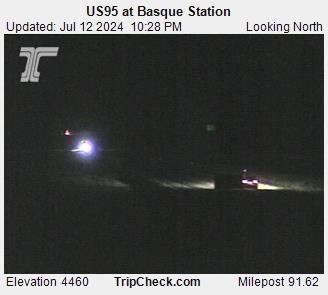 US95 at Basque Station
Updated: Jul 12 2024 10:28 PM Looking North
Elevation 4460 TripCheck.com Milepost 91.62